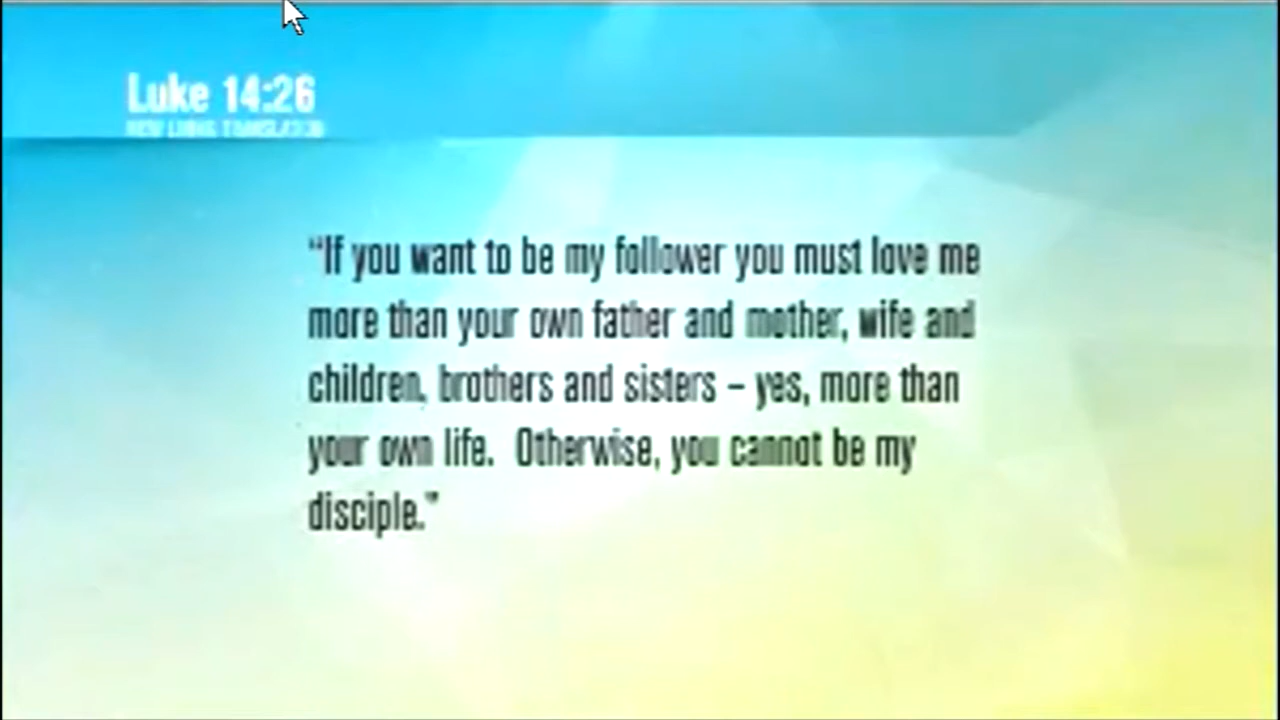 Luke 14:26
NEW LIVING TRANSLATION
“If you want to be my follower you must love me
more than your own father and mother, wife and
children, brothers and sisters – yes, more than
your own life.  Otherwise, you cannot be my
disciple.”